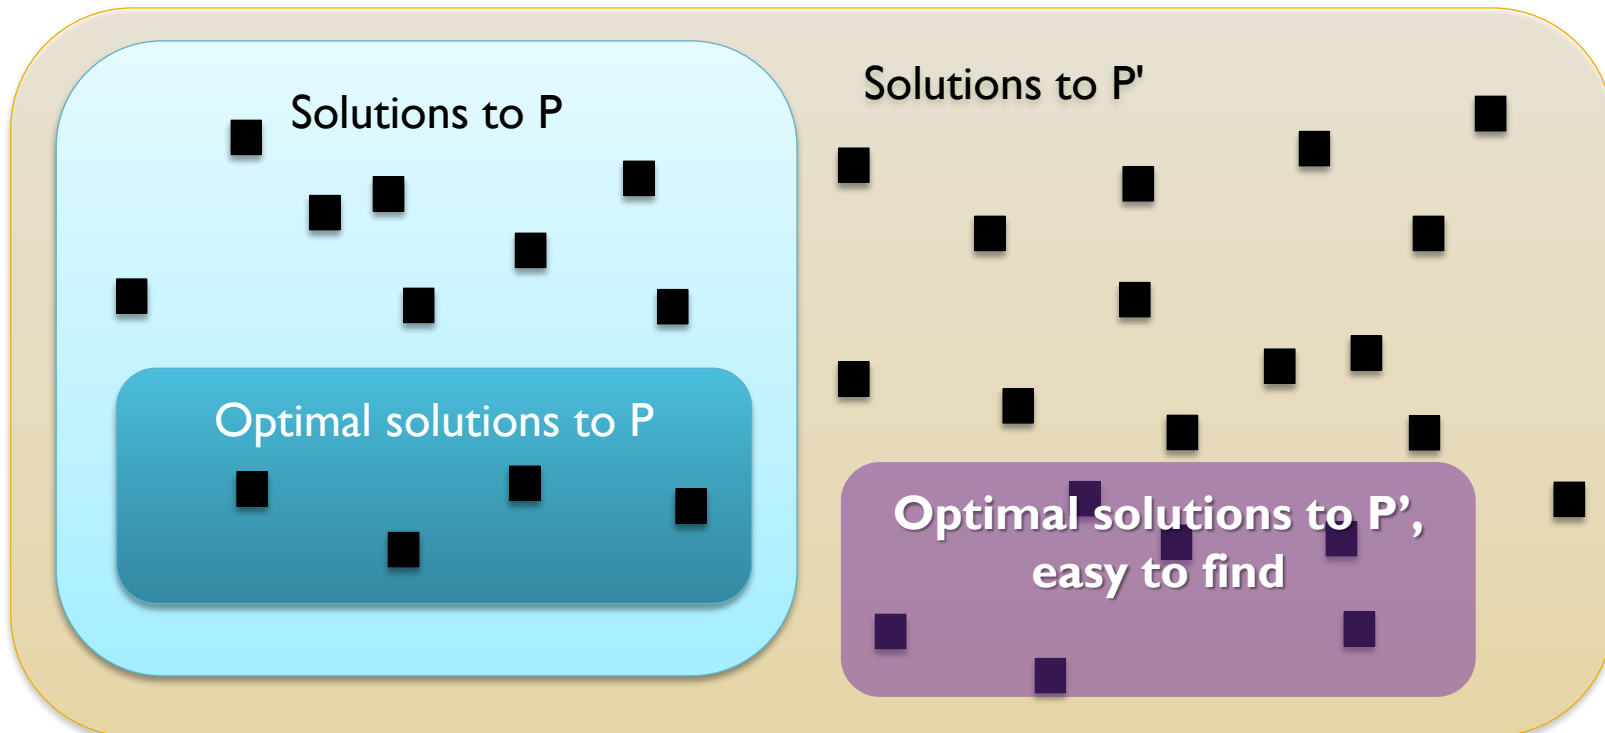 Solutions to P
Solutions to P'
Optimal solutions to P
Optimal solutions to P’,
easy to find